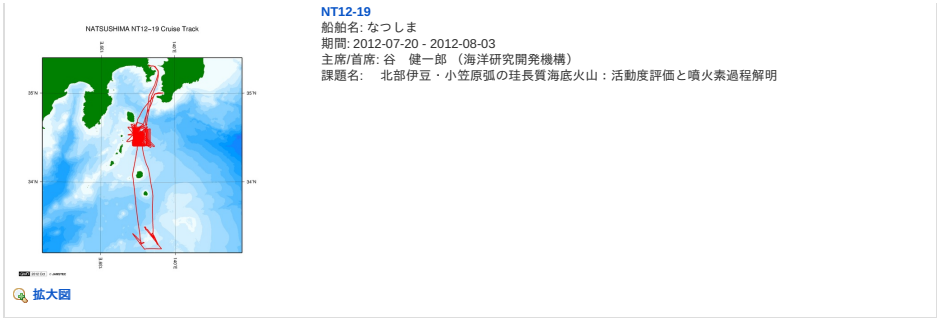 NT12-19
船舶名: なつしま
期間: 2012-07-20 - 2012-08-03
主席/首席: 谷　健一郎 （海洋研究開発機構）
課題名:　 北部伊豆・小笠原弧の珪長質海底火山：活動度評価と噴火素過程解明
NATSUSHIMA NT12−19 Cruise Track
140˚E
35˚N
35˚N
34˚N
34˚N
140˚E
拡大図